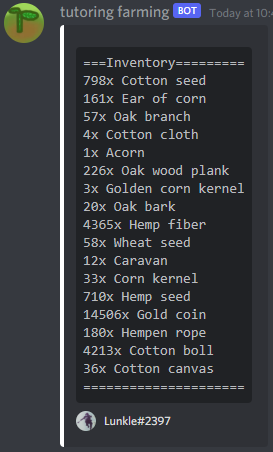 tutoring farming BOT Today at 10:
===Inventory=========
798x Cotton seed
161x Ear of corn
57x Oak branch
4x Cotton cloth
1x Acorn
226x Oak wood plank
3x Golden corn kernel
20x Oak bark
4365x Hemp fiber
58x Wheat seed
12x Caravan
33x Corn kernel
710x Hemp seed
14506x Gold coin
180x Hempen rope
4213x Cotton boll
36x Cotton canvas
=====================
Lunkle#2397